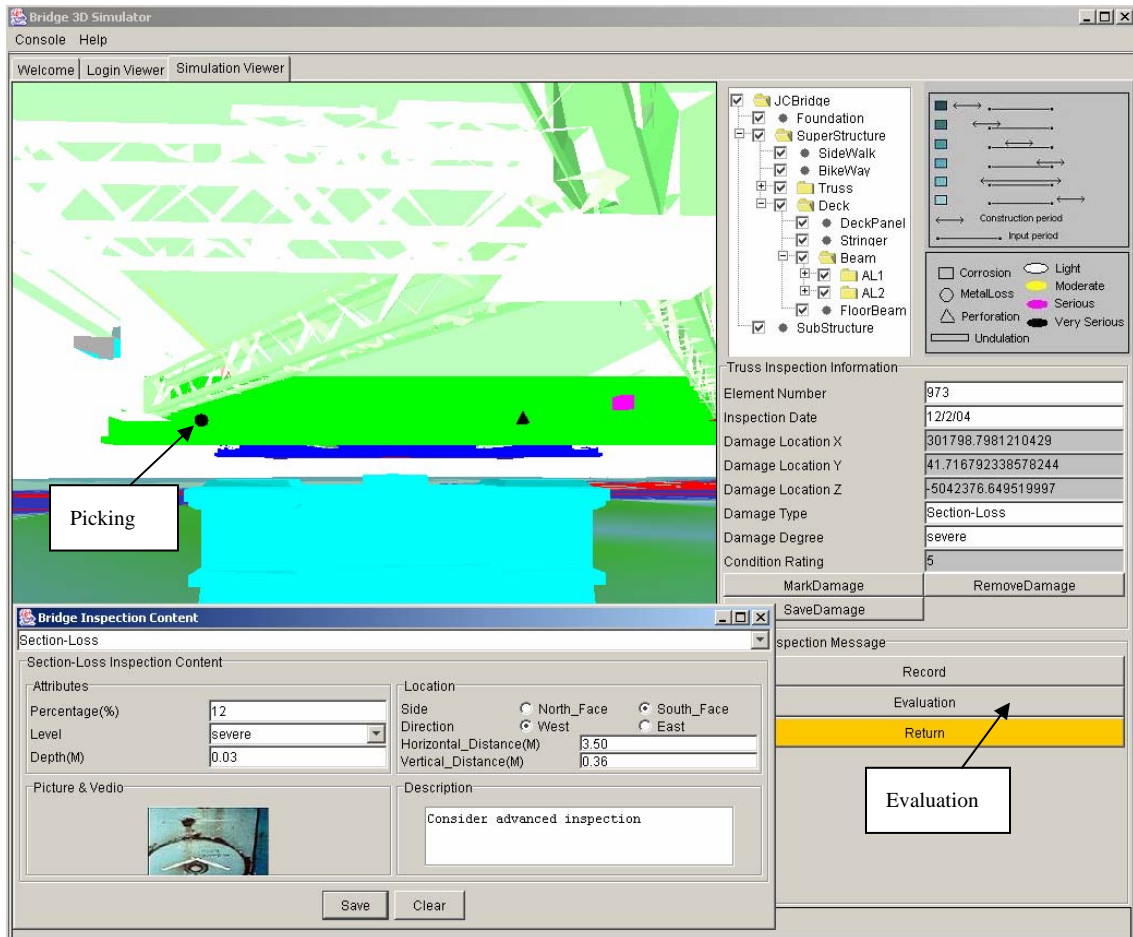 Bridge 3D Simulator
Console Help
Welcome Login Viewer Simulation Viewer
JCBridge
Foundation
SuperStructure
SideWalk
BikeWay
Truss
Deck
DeckPanel
Stringer
Beam
AL1
AL2
FloorBeam
SubStructure
Construction period
Input period
Corrosion
MetalLoss
Perforation
Undulation
Light
Moderate
Serious
Very Serious
Truss Inspection Information
Element Number 973
Inspection Date 12/2/04
Damage Location X 301798.7981210429
Damage Location Y 41.716792338578244
Damage Location Z -5042376.649519997
Damage Type Section-Loss
Damage Degree severe
Condition Rating 5
MarkDamage RemoveDamage
SaveDamage
spection Message
Record
Evaluation
Return
Picking
Evaluation
Bridge Inspection Content
Section-Loss
Section-Loss Inspection Content
Attributes
Percentage(%) 12
Level severe
Depth(M) 0.03
Location
Side North_Face South_Face
Direction West East
Horizontal_Distance(M) 3.50
Vertical_Distance(M) 0.36
Picture & Vedio
Description
Consider advanced inspection
Save Clear